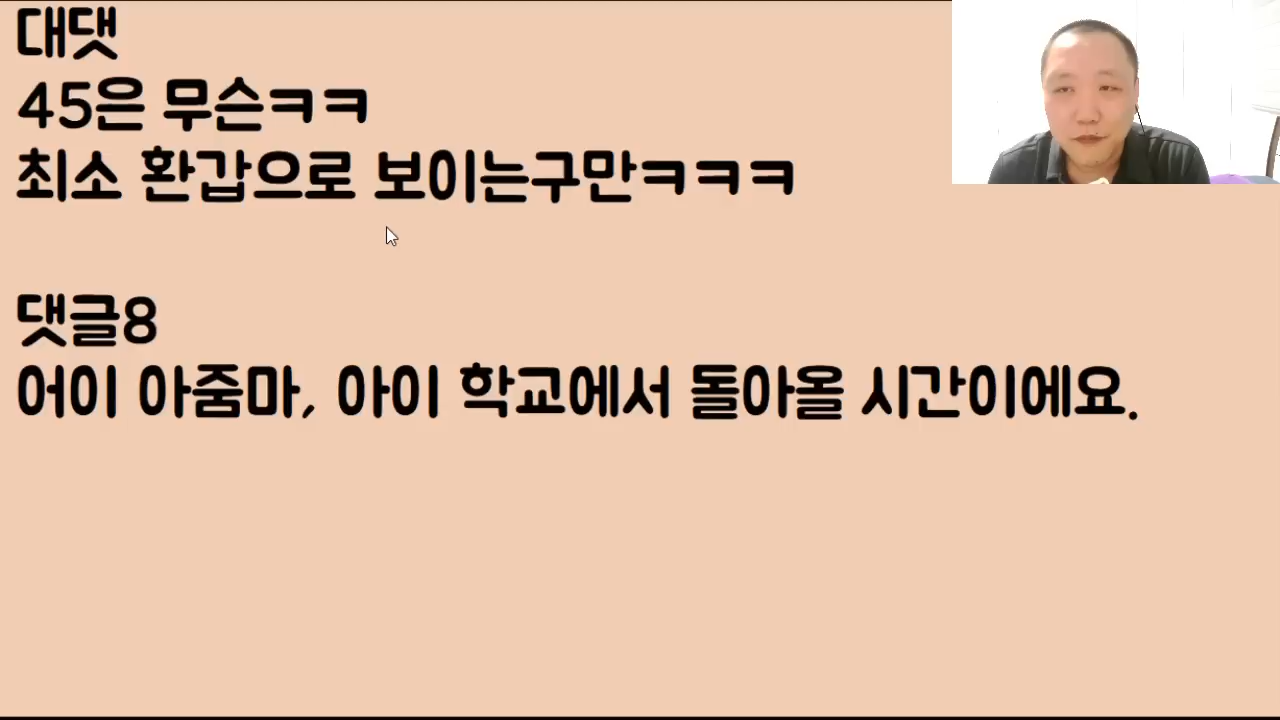 대댓
45은 무슨ㅋㅋ
최소 환갑으로 보이는구만ㅋㅋㅋ
댓글8
어이 아줌마, 아이 학교에서 돌아올 시간이에요.